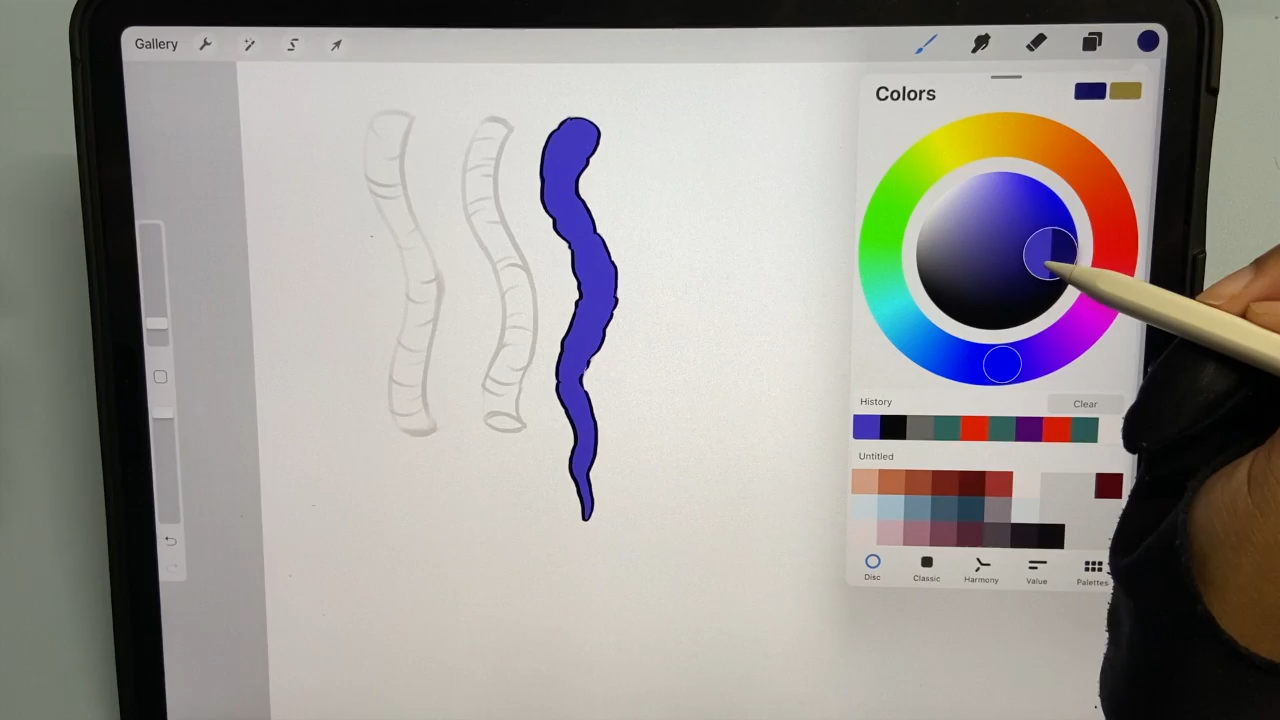 Gallery
Colors
History Clear
Untitled
Disc Classic Harmony Value Palettes